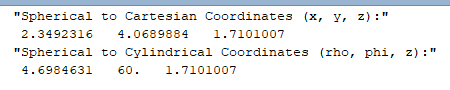 "Spherical to Cartesian Coordinates (x, y, z):"
2.3492316   4.0689884   1.7101007
"Spherical to Cylindrical Coordinates (rho, phi, z):"
4.6984631   60.   1.7101007